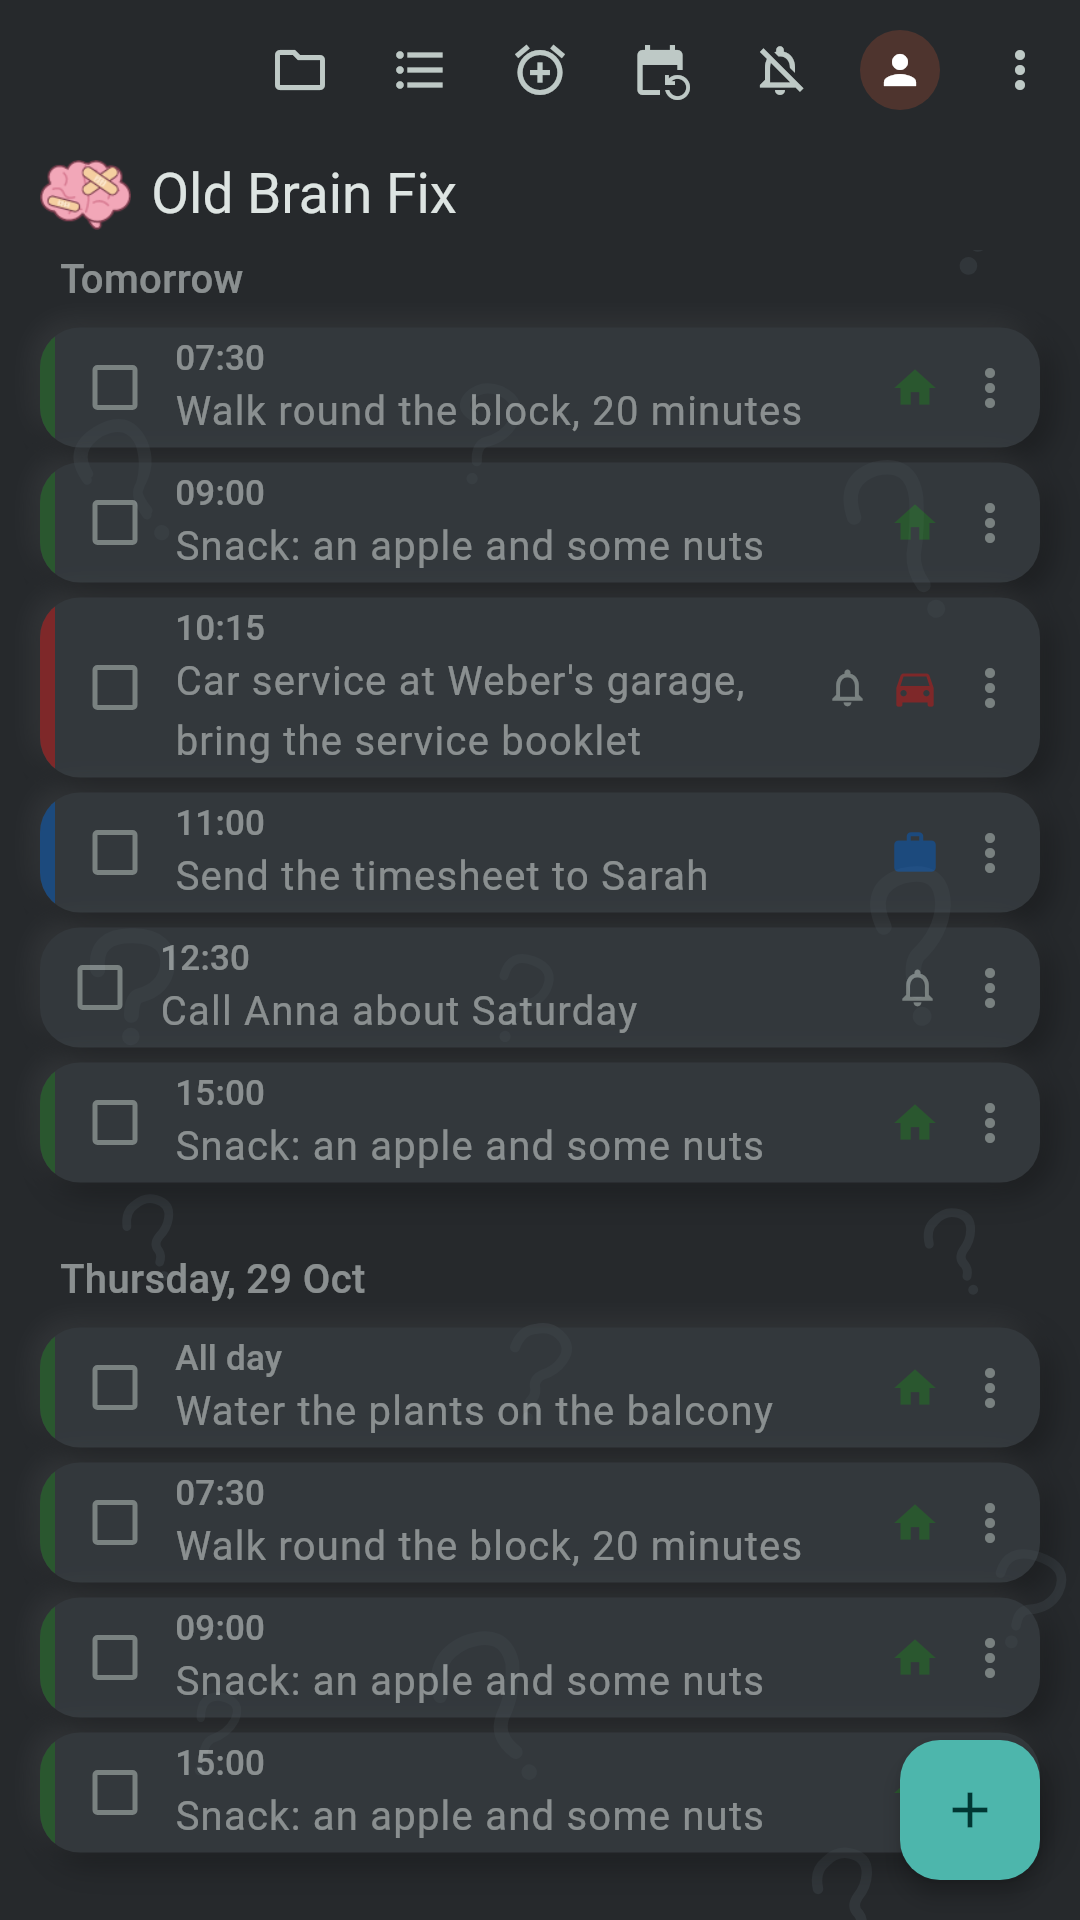 Old Brain Fix
Tomorrow
07:30
Walk round the block, 20 minutes
09:00
Snack: an apple and some nuts
10:15
Car service at Weber's garage,
bring the service booklet
11:00
Send the timesheet to Sarah
12:30
Call Anna about Saturday
15:00
Snack: an apple and some nuts
Thursday, 29 Oct
All day
Water the plants on the balcony
07:30
Walk round the block, 20 minutes
09:00
Snack: an apple and some nuts
15:00
Snack: an apple and some nuts